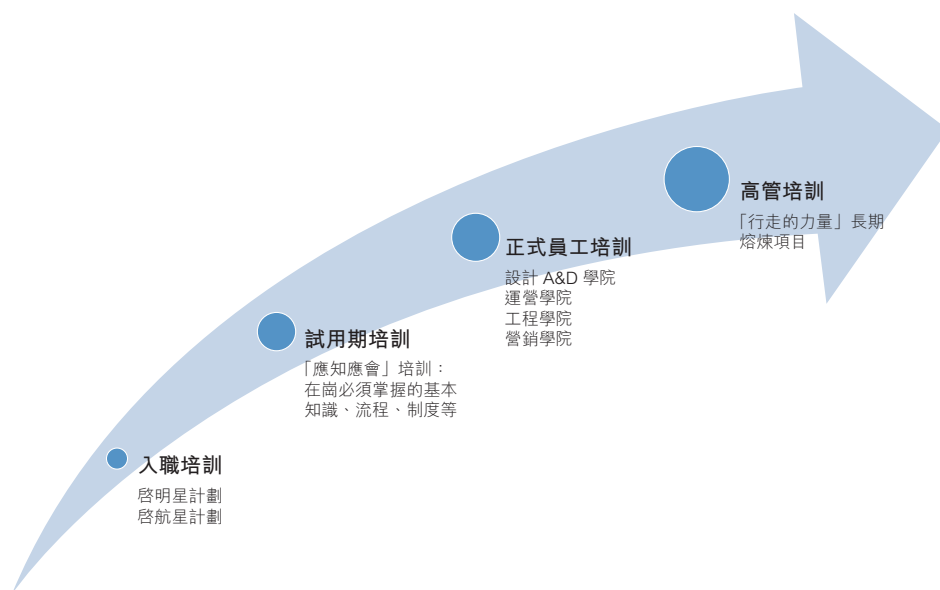 高管培訓
「行走的力量」長期
熔煉項目
正式員工培訓
設計 A&D 學院
運營學院
工程學院
營銷學院
試用期培訓
「應知應會」培訓：
在崗必須掌握的基本
知識、流程、制度等
入職培訓
啓明星計劃
啓航星計劃